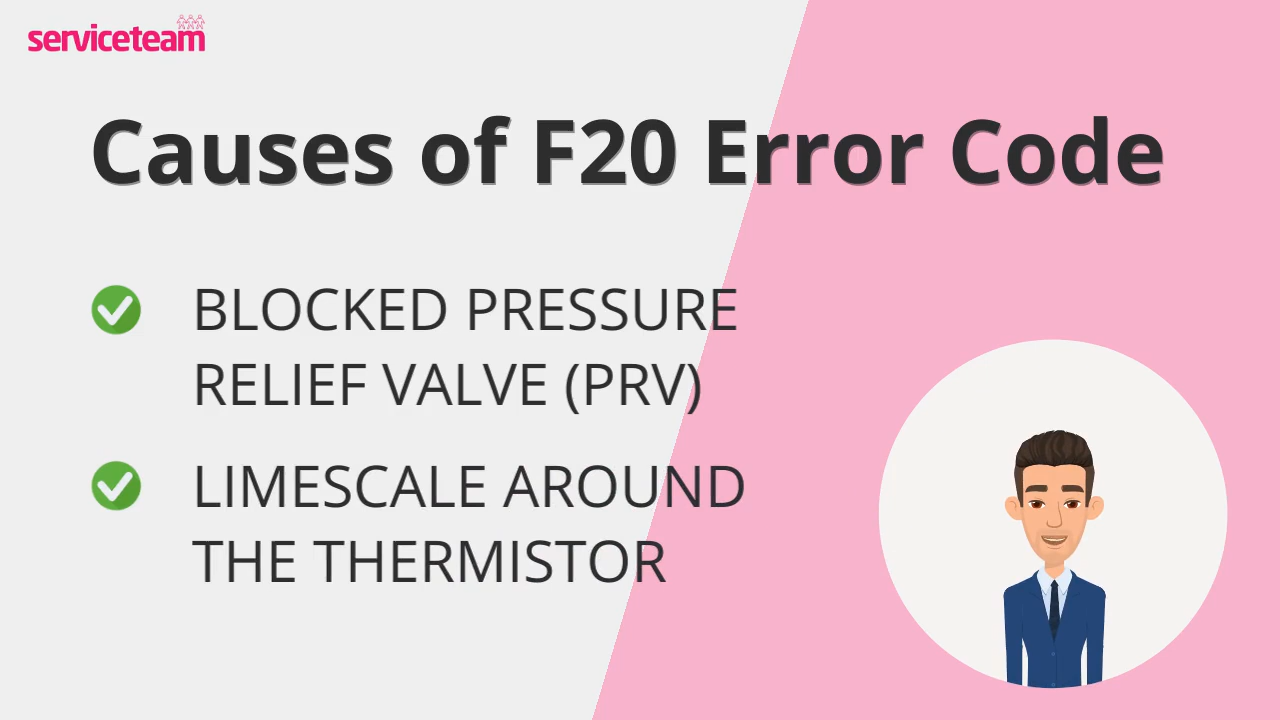 serviceteam
Causes of F20 Error Code
BLOCKED PRESSURE
RELIEF VALVE (PRV)
LIMESCALE AROUND
THE THERMISTOR